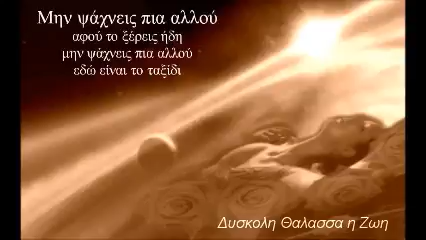 Μην ψάχνεις πια αλλού
αφού το ξέρεις ήδη
μην ψάχνεις πια αλλού
εδώ είναι το ταξίδι
Δυσκολη Θαλασσα η Ζωη